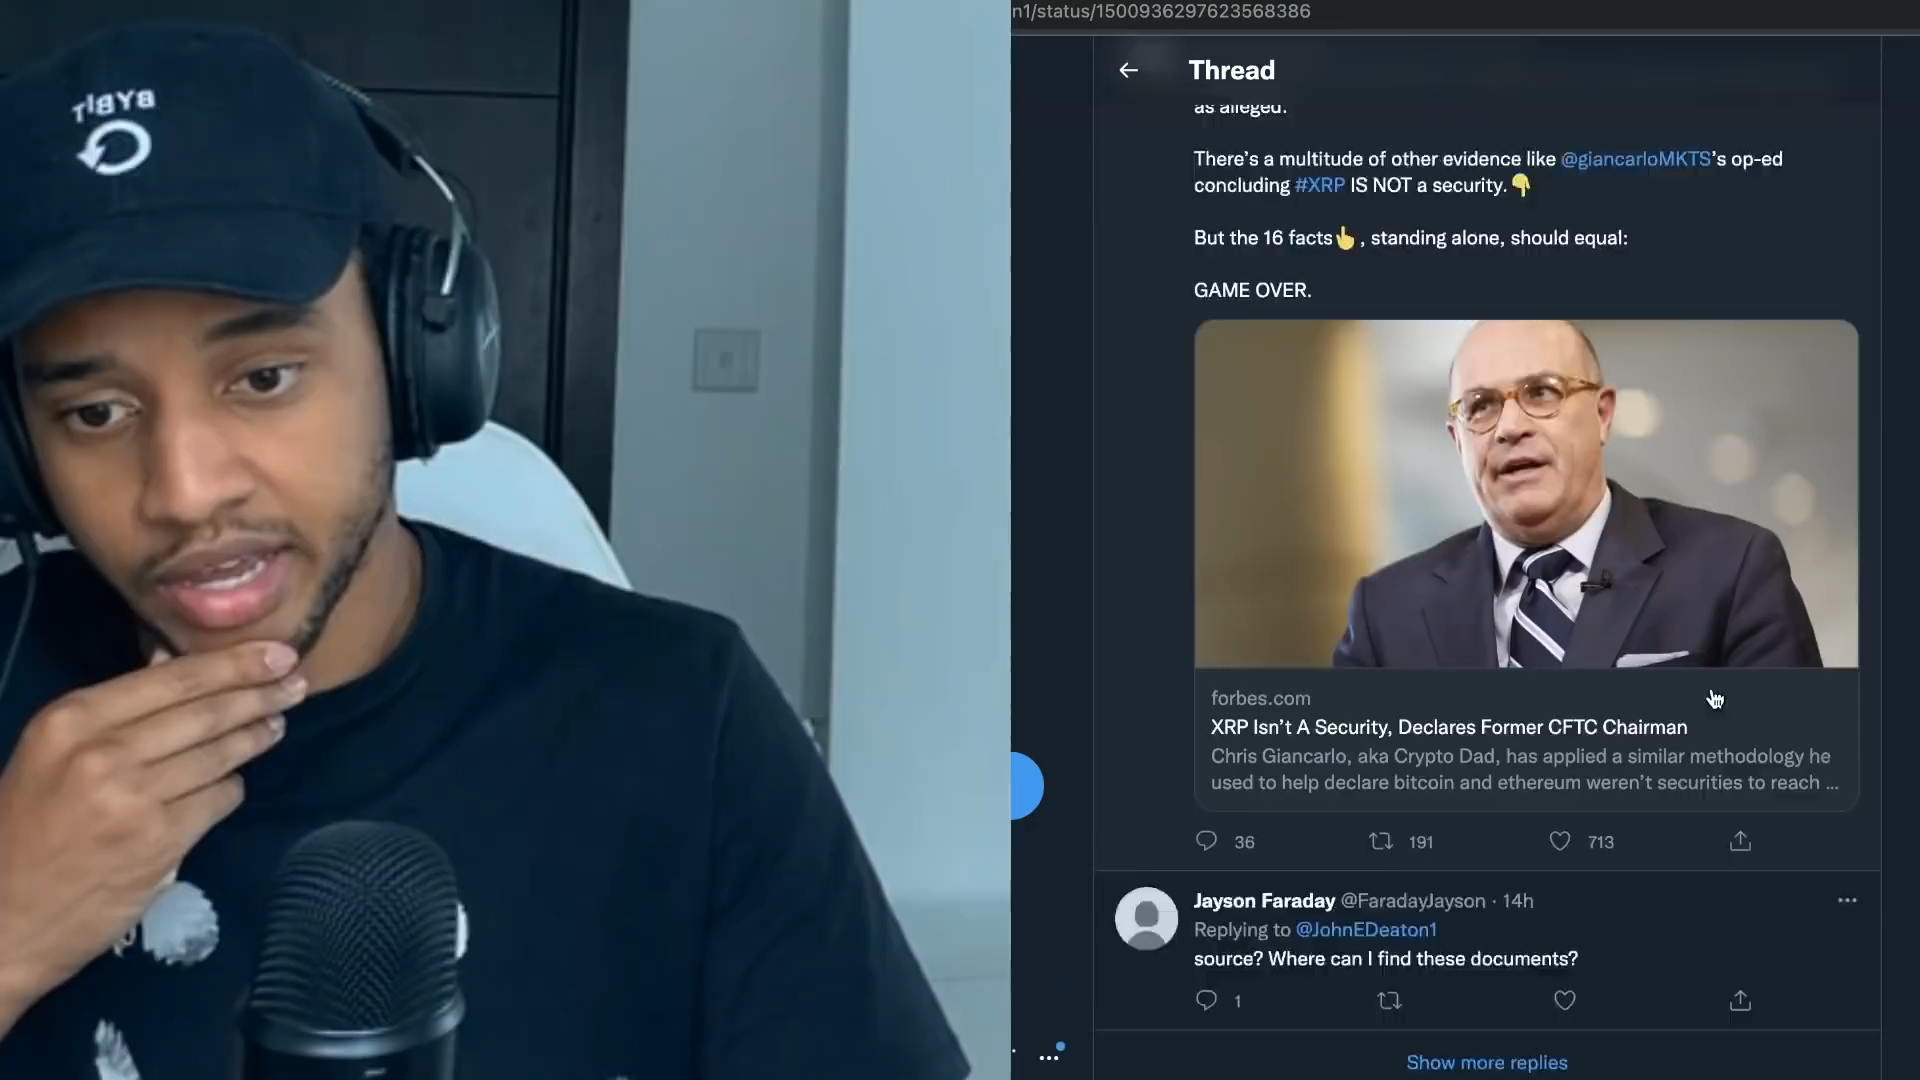 n1/status/1500936297623568386
BYBIT
Thread
as alleged.
There's a multitude of other evidence like @giancarloMKTS's op-ed
concluding #XRP IS NOT a security.👇
But the 16 facts👆, standing alone, should equal:
GAME OVER.
forbes.com
XRP Isn't A Security, Declares Former CFTC Chairman
Chris Giancarlo, aka Crypto Dad, has applied a similar methodology he
used to help declare bitcoin and ethereum weren't securities to reach ...
36 191 713
Jayson Faraday @FaradayJayson · 14h
Replying to @JohnEDeaton1
source? Where can I find these documents?
1
Show more replies